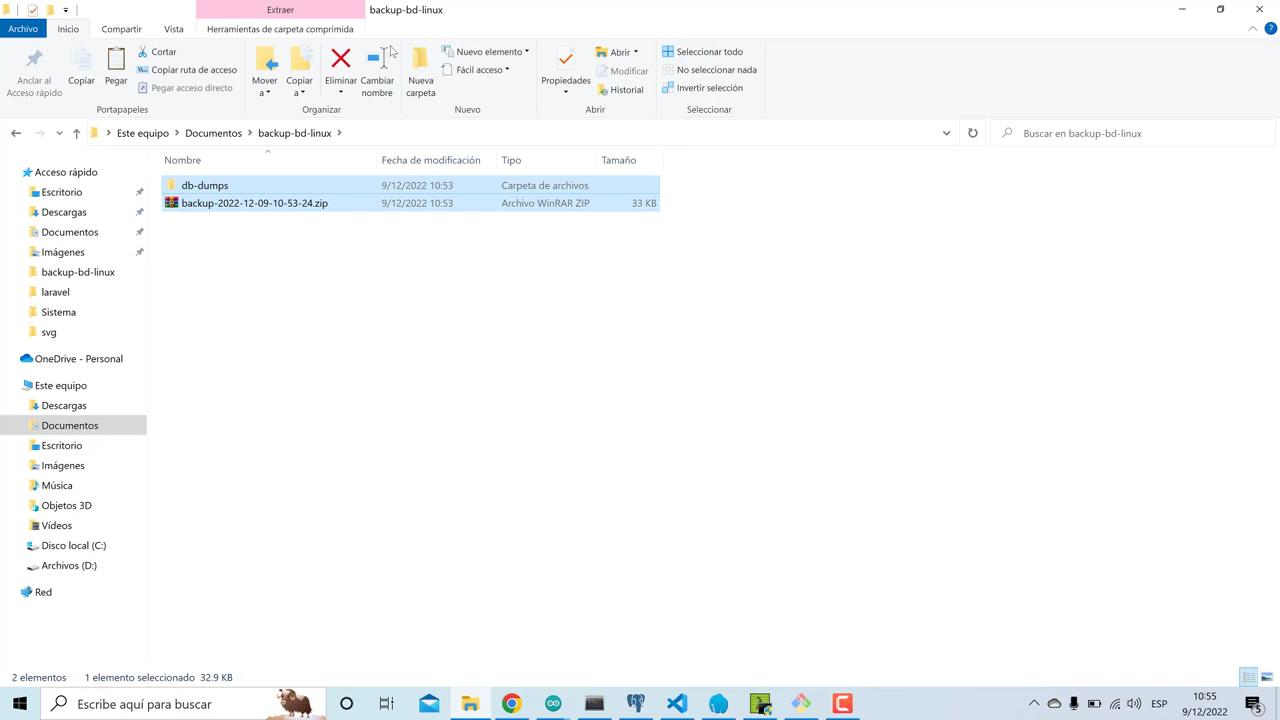 Extraer
backup-bd-linux
Archivo
Inicio
Compartir
Vista
Herramientas de carpeta comprimida
Anclar al
Acceso rápido
Copiar
Pegar
Cortar
Copiar ruta de acceso
Pegar acceso directo
Portapapeles
Mover
a
Copiar
a
Eliminar
Cambiar
nombre
Organizar
Nueva
carpeta
Nuevo elemento
Fácil acceso
Nuevo
Propiedades
Abrir
Modificar
Historial
Abrir
Seleccionar todo
No seleccionar nada
Invertir selección
Seleccionar
Este equipo > Documentos > backup-bd-linux >
Buscar en backup-bd-linux
Nombre Fecha de modificación Tipo Tamaño
db-dumps 9/12/2022 10:53 Carpeta de archivos
backup-2022-12-09-10-53-24.zip 9/12/2022 10:53 Archivo WinRAR ZIP 33 KB
Acceso rápido
Escritorio
Descargas
Documentos
Imágenes
backup-bd-linux
laravel
Sistema
svg
OneDrive - Personal
Este equipo
Descargas
Documentos
Escritorio
Imágenes
Música
Objetos 3D
Vídeos
Disco local (C:)
Archivos (D:)
Red
2 elementos 1 elemento seleccionado 32.9 KB
Escribe aquí para buscar
ESP
10:55
9/12/2022
5